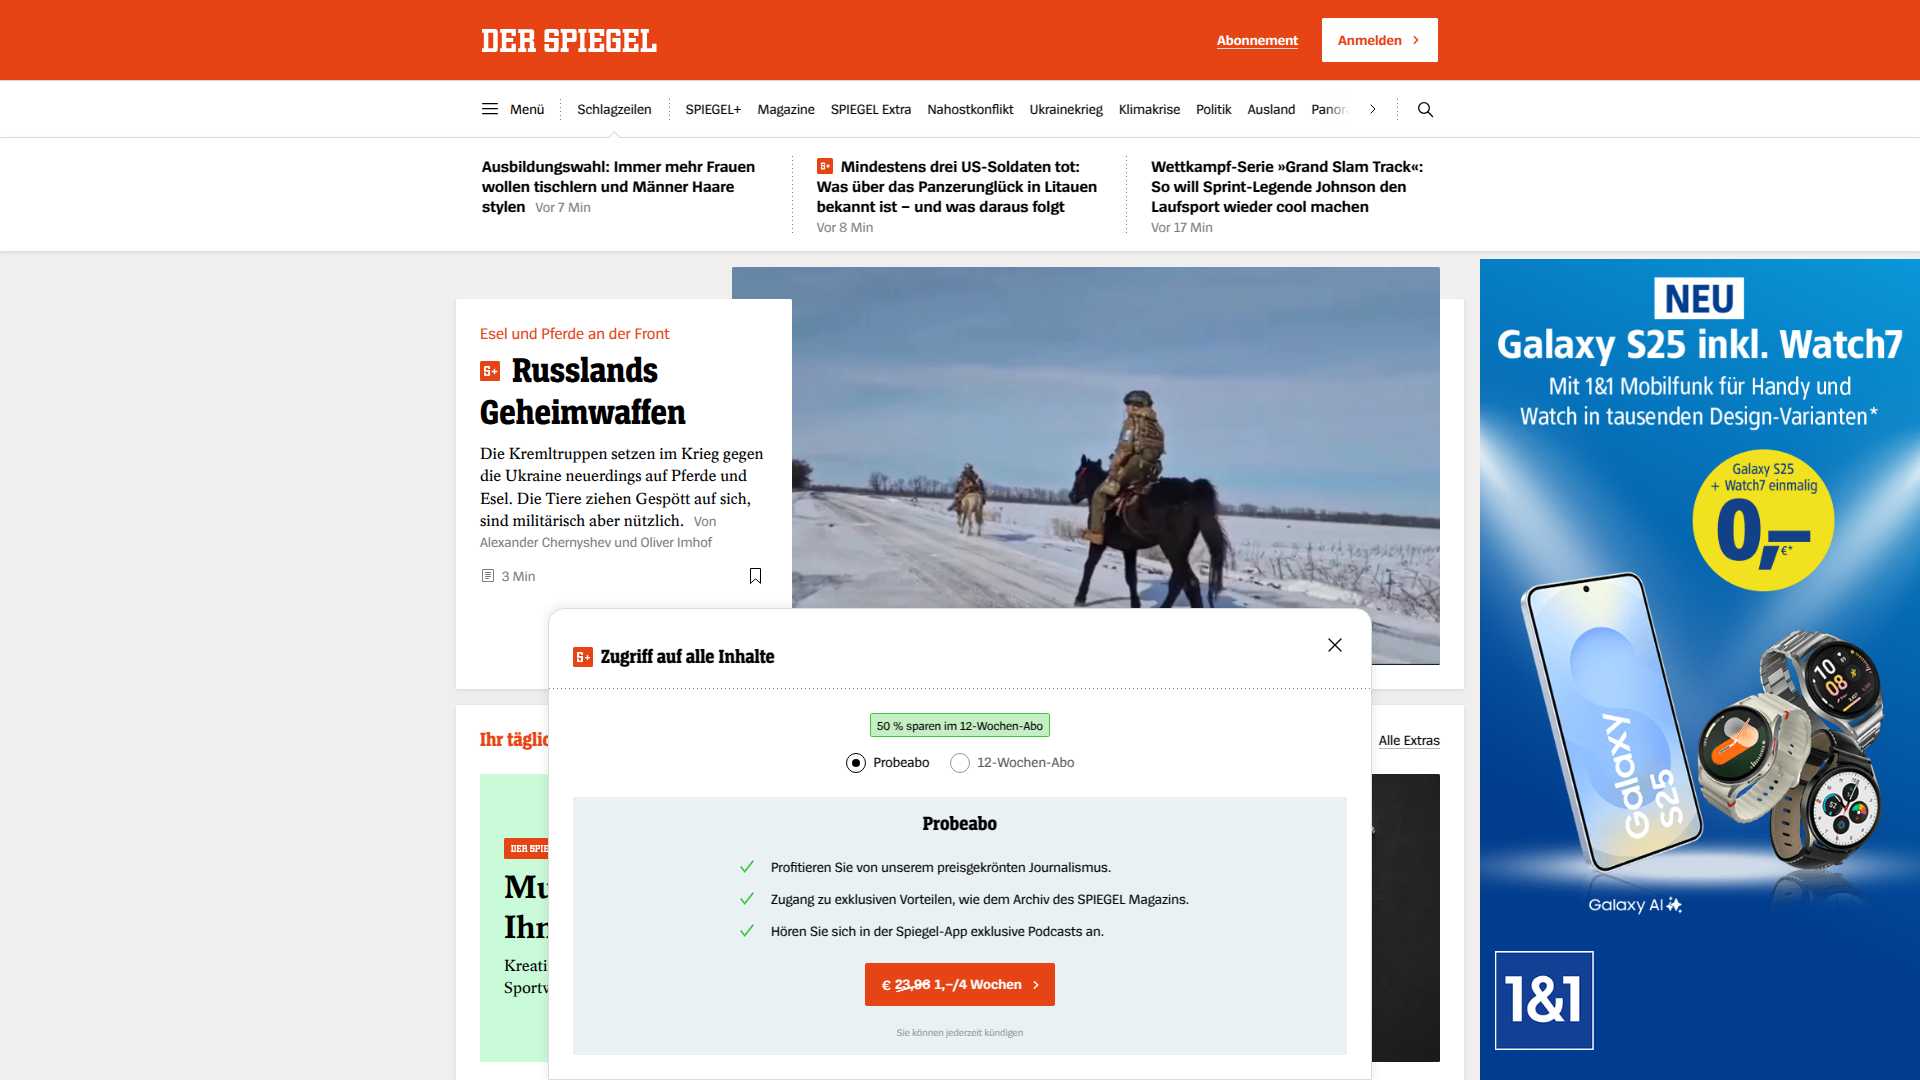 DER SPIEGEL
Abonnement
Anmelden
Menü
Schlagzeilen
SPIEGEL+
Magazine
SPIEGEL Extra
Nahostkonflikt
Ukrainekrieg
Klimakrise
Politik
Ausland
Ausbildungswahl: Immer mehr Frauen
wollen tischlern und Männer Haare
stylen Vor 7 Min
Mindestens drei US-Soldaten tot:
Was über das Panzerunglück in Litauen
bekannt ist – und was daraus folgt
Vor 8 Min
Wettkampf-Serie »Grand Slam Track«:
So will Sprint-Legende Johnson den
Laufsport wieder cool machen
Vor 17 Min
Esel und Pferde an der Front
Russlands
Geheimwaffen
Die Kremltruppen setzen im Krieg gegen
die Ukraine neuerdings auf Pferde und
Esel. Die Tiere ziehen Gespött auf sich,
sind militärisch aber nützlich. Von
Alexander Chernyshev und Oliver Imhof
3 Min
Zugriff auf alle Inhalte
50 % sparen im 12-Wochen-Abo
Probeabo
12-Wochen-Abo
Probeabo
Profitieren Sie von unserem preisgekrönten Journalismus.
Zugang zu exklusiven Vorteilen, wie dem Archiv des SPIEGEL Magazins.
Hören Sie sich in der Spiegel-App exklusive Podcasts an.
€ 23,96 1,–/4 Wochen
Sie können jederzeit kündigen
Alle Extras
NEU
Galaxy S25 inkl. Watch7
Mit 1&1 Mobilfunk für Handy und
Watch in tausenden Design-Varianten*
Galaxy S25
+ Watch7 einmalig
0,–€*
Galaxy
S25
Galaxy AI
1&1